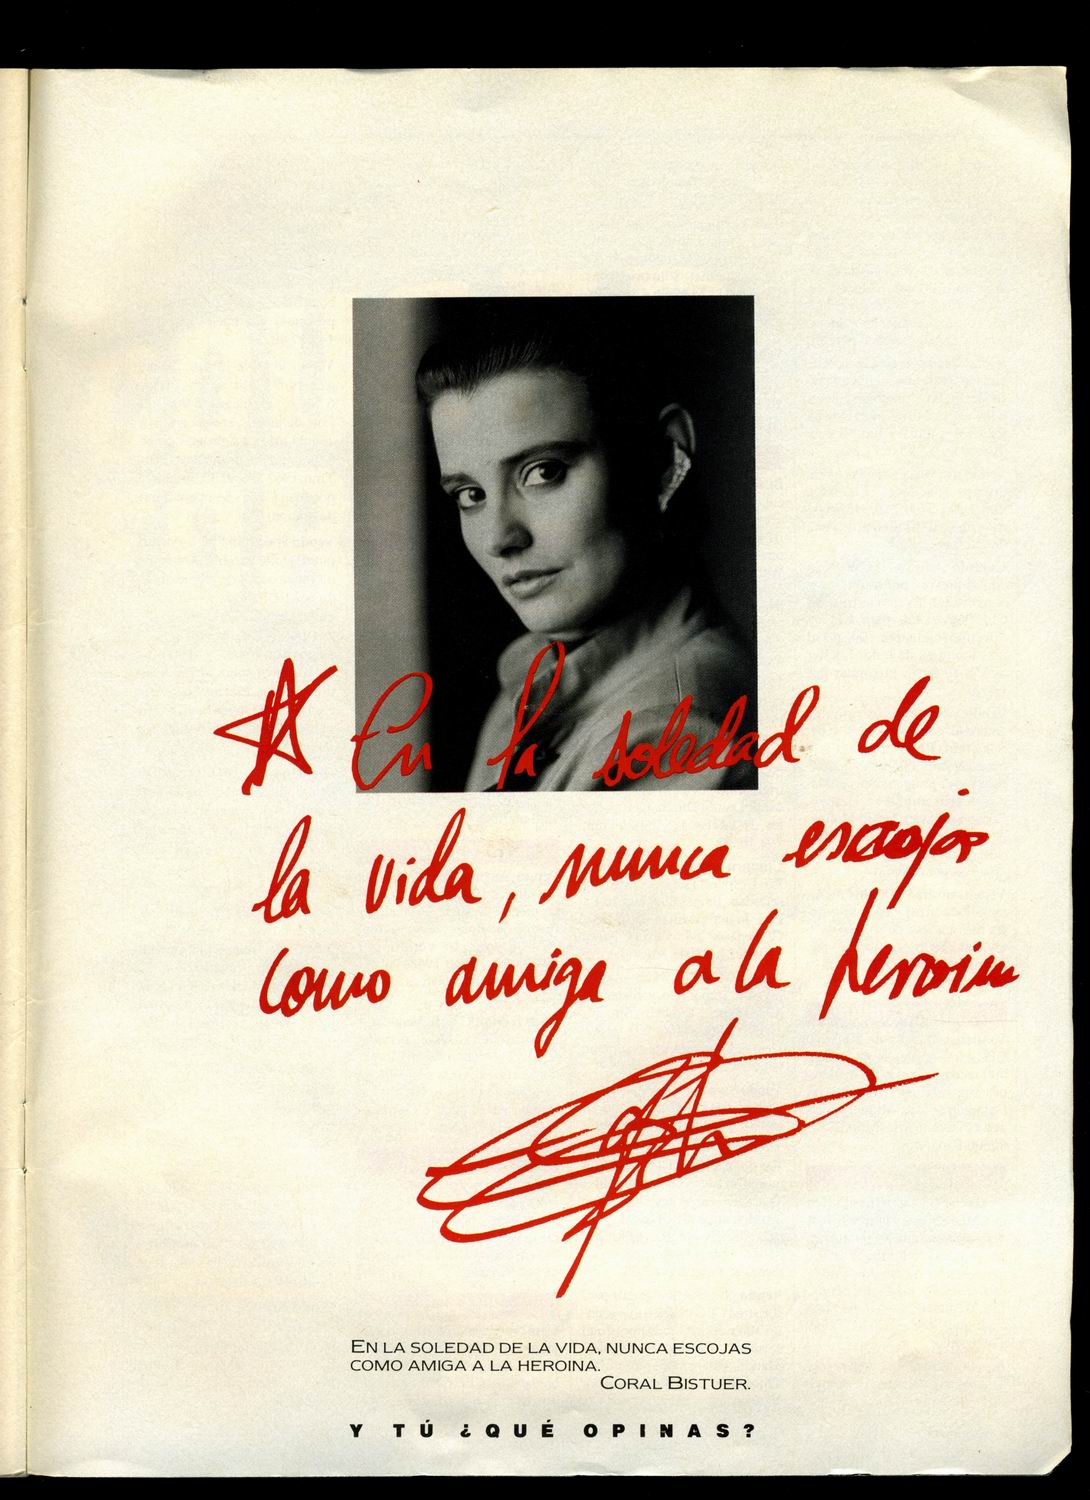 En la soledad de
la vida, nunca escojas
como amiga a la heroina
EN LA SOLEDAD DE LA VIDA, NUNCA ESCOJAS
COMO AMIGA A LA HEROINA.
CORAL BISTUER.
Y TÚ ¿QUÉ OPINAS?